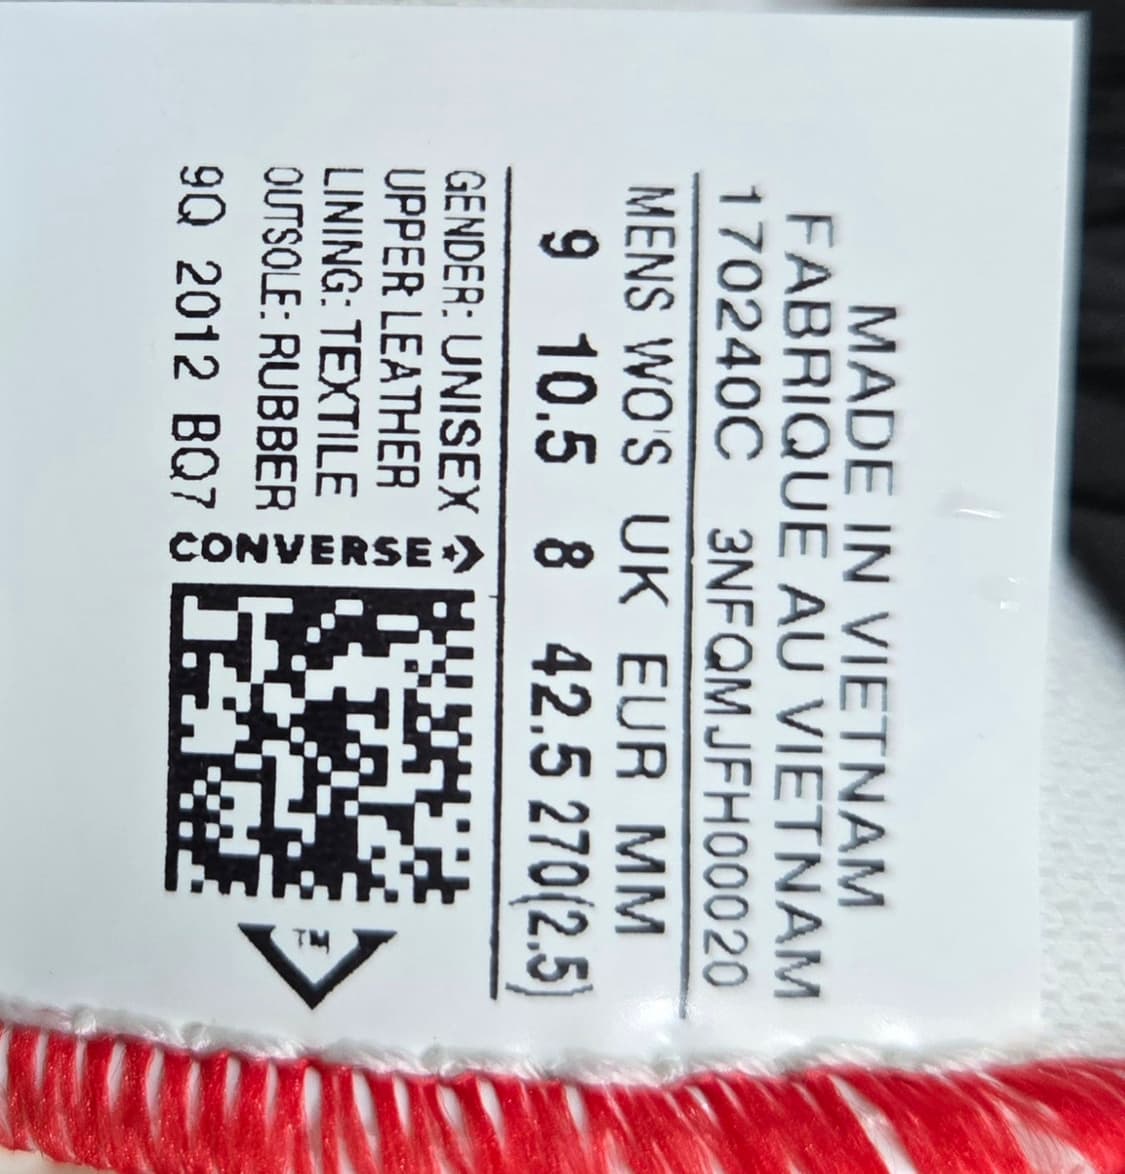 MADE IN VIETNAM
FABRIQUE AU VIETNAM
170240C 3NFQMJFH00020
MENS WO'S UK EUR MM
9 10.5 8 42.5 270(2.5)
GENDER: UNISEX
UPPER LEATHER
LINING: TEXTILE
OUTSOLE: RUBBER
9Q 2012 BQ7
CONVERSE
TM